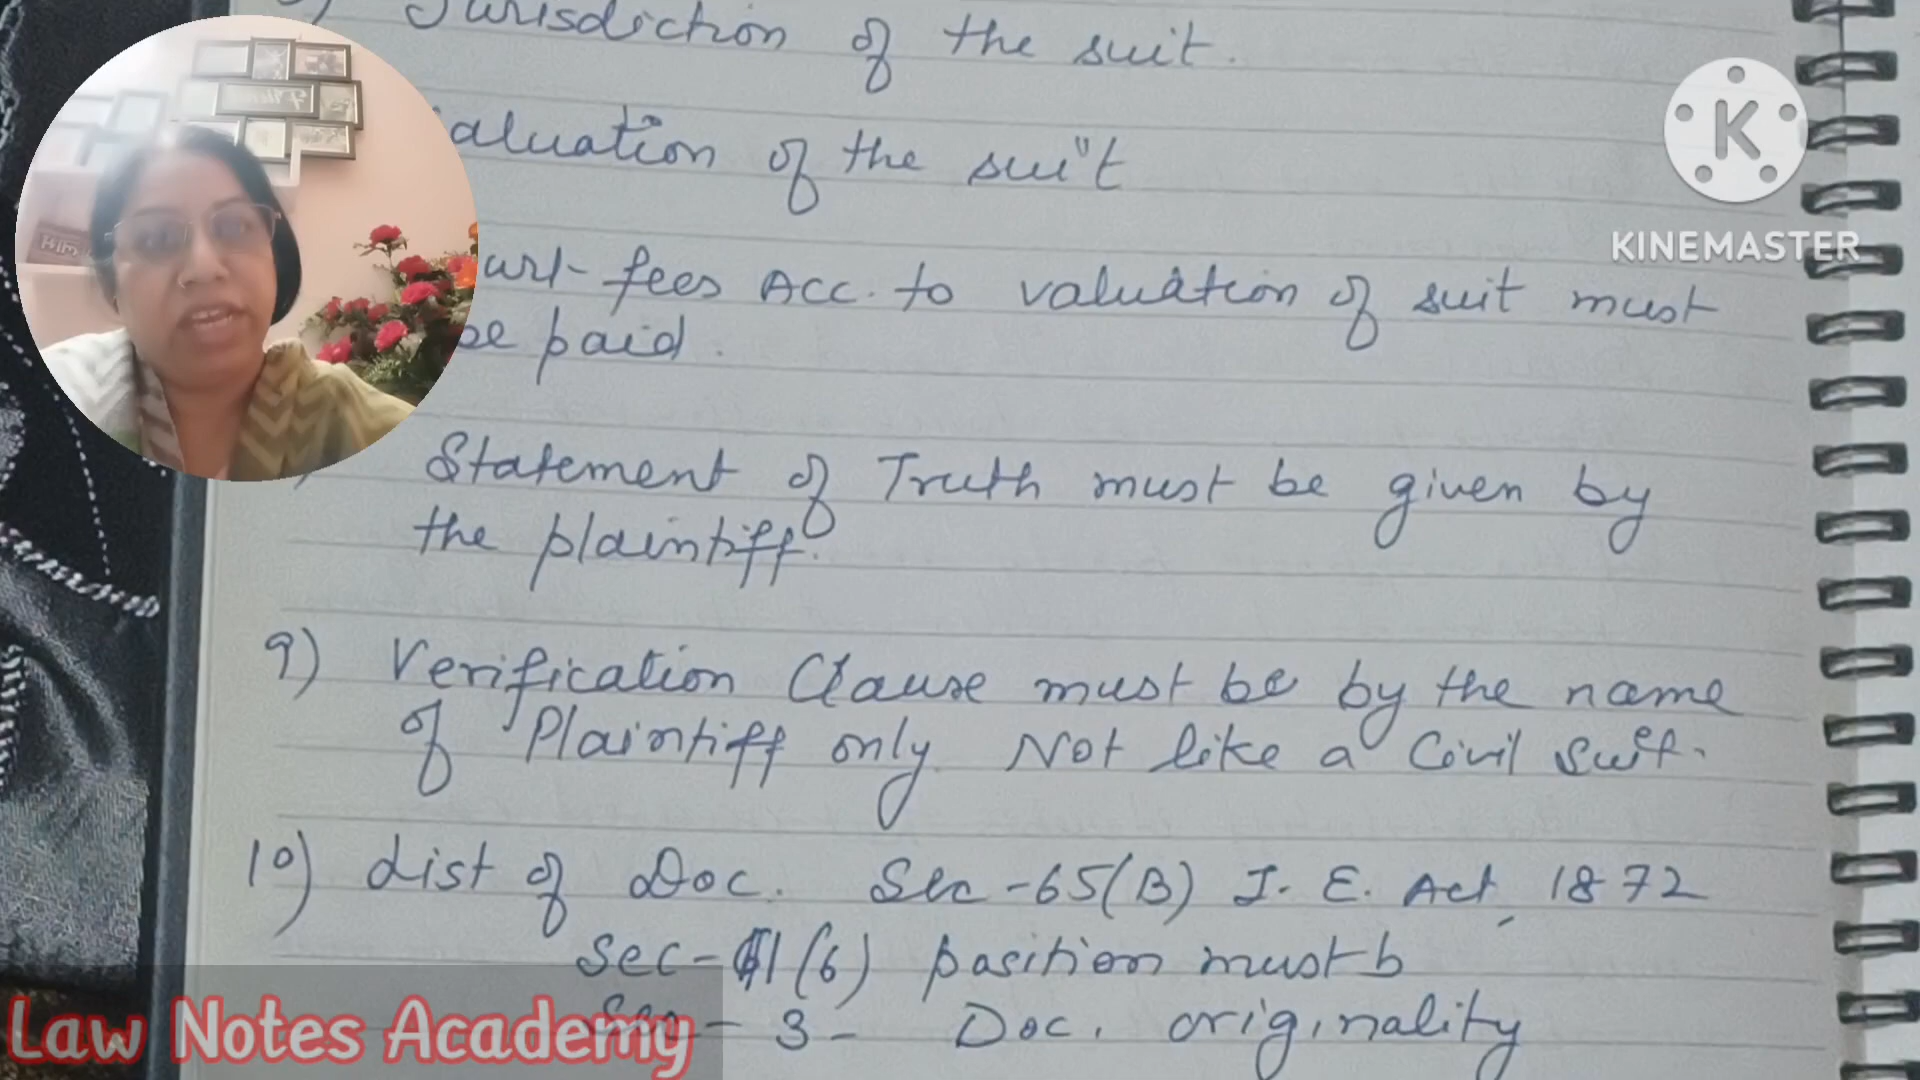 Jurisdiction of the suit.
aluation of the suit
urt fees Acc. to valuation of suit must
be paid.
Statement of Truth must be given by
the plaintiff.
9) Verification Clause must be by the name
of Plaintiff only Not like a Civil Suit.
10) List of Doc. Sec-65(B) I. E. Act, 1872
Sec- (6) position must b
Sec-3- Doc. originality
K
KINEMASTER
Law Notes Academy